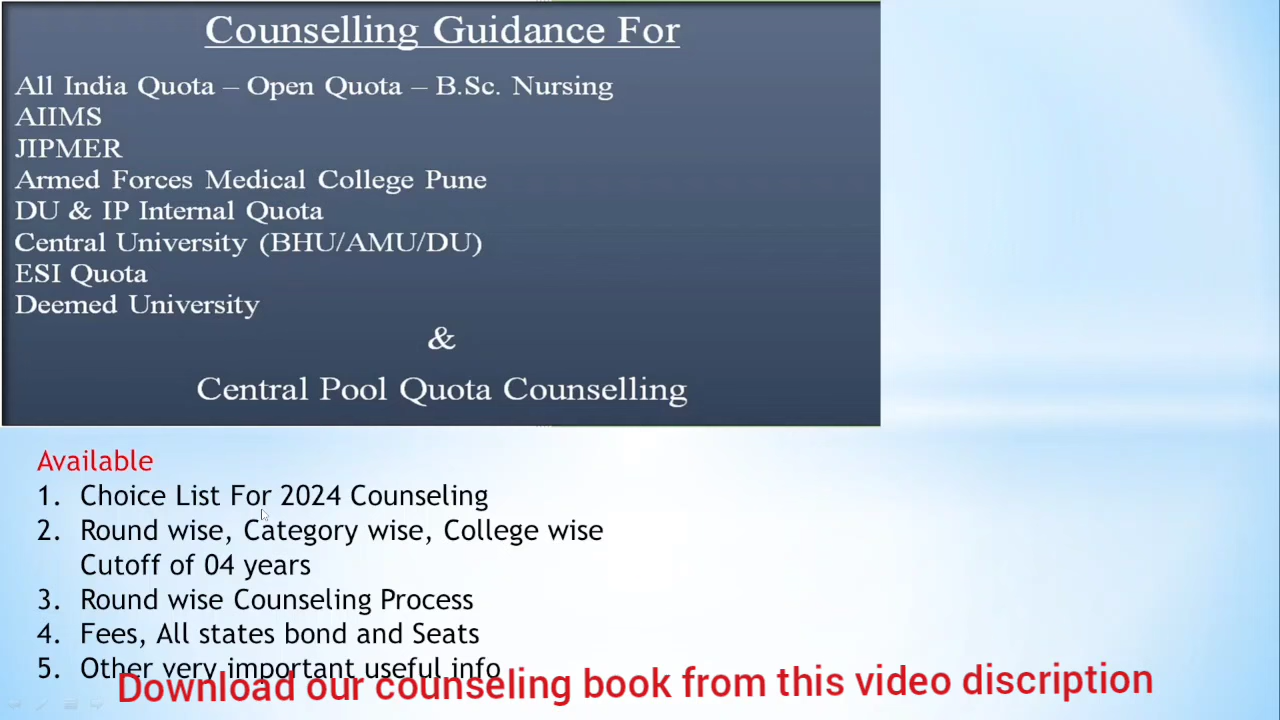 Counselling Guidance For
All India Quota – Open Quota – B.Sc. Nursing
AIIMS
JIPMER
Armed Forces Medical College Pune
DU & IP Internal Quota
Central University (BHU/AMU/DU)
ESI Quota
Deemed University
&
Central Pool Quota Counselling
Available
1. Choice List For 2024 Counseling
2. Round wise, Category wise, College wise
Cutoff of 04 years
3. Round wise Counseling Process
4. Fees, All states bond and Seats
5. Other very important useful info
Download our counseling book from this video discription